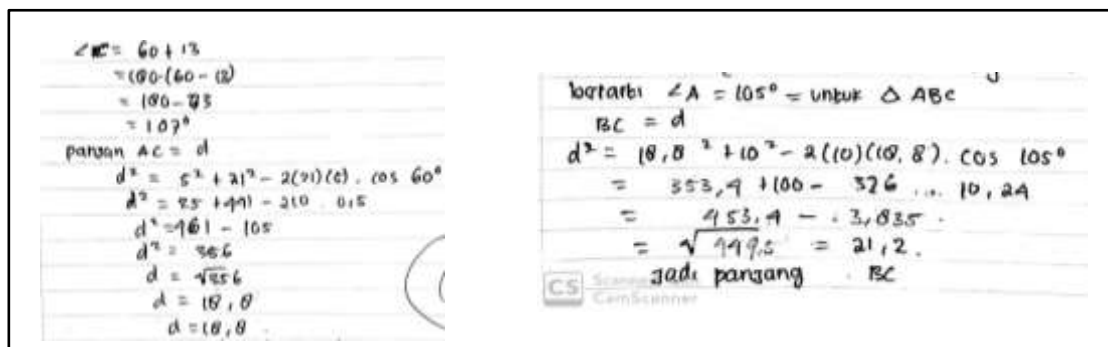 ∠C = 60 + 13
= 180-(60 - 13)
= 180 - 73
= 107°
panjan AC = d
d² = 5² + 21² - 2(21)(5) . cos 60°
d² = 25 + 441 - 210 . 0,5
d² = 461 - 105
d² = 356
d = √356
d = 18,8
d = 18,8
berarti ∠A = 105° = untuk △ ABC
BC = d
d² = 18,8² + 10² - 2(10)(18,8). cos 105°
= 353,4 + 100 - 376 ... 10,24
= 453,4 - . 3,835 .
= √449,5 = 21,2.
Jadi panjang . BC
CS CamScanner